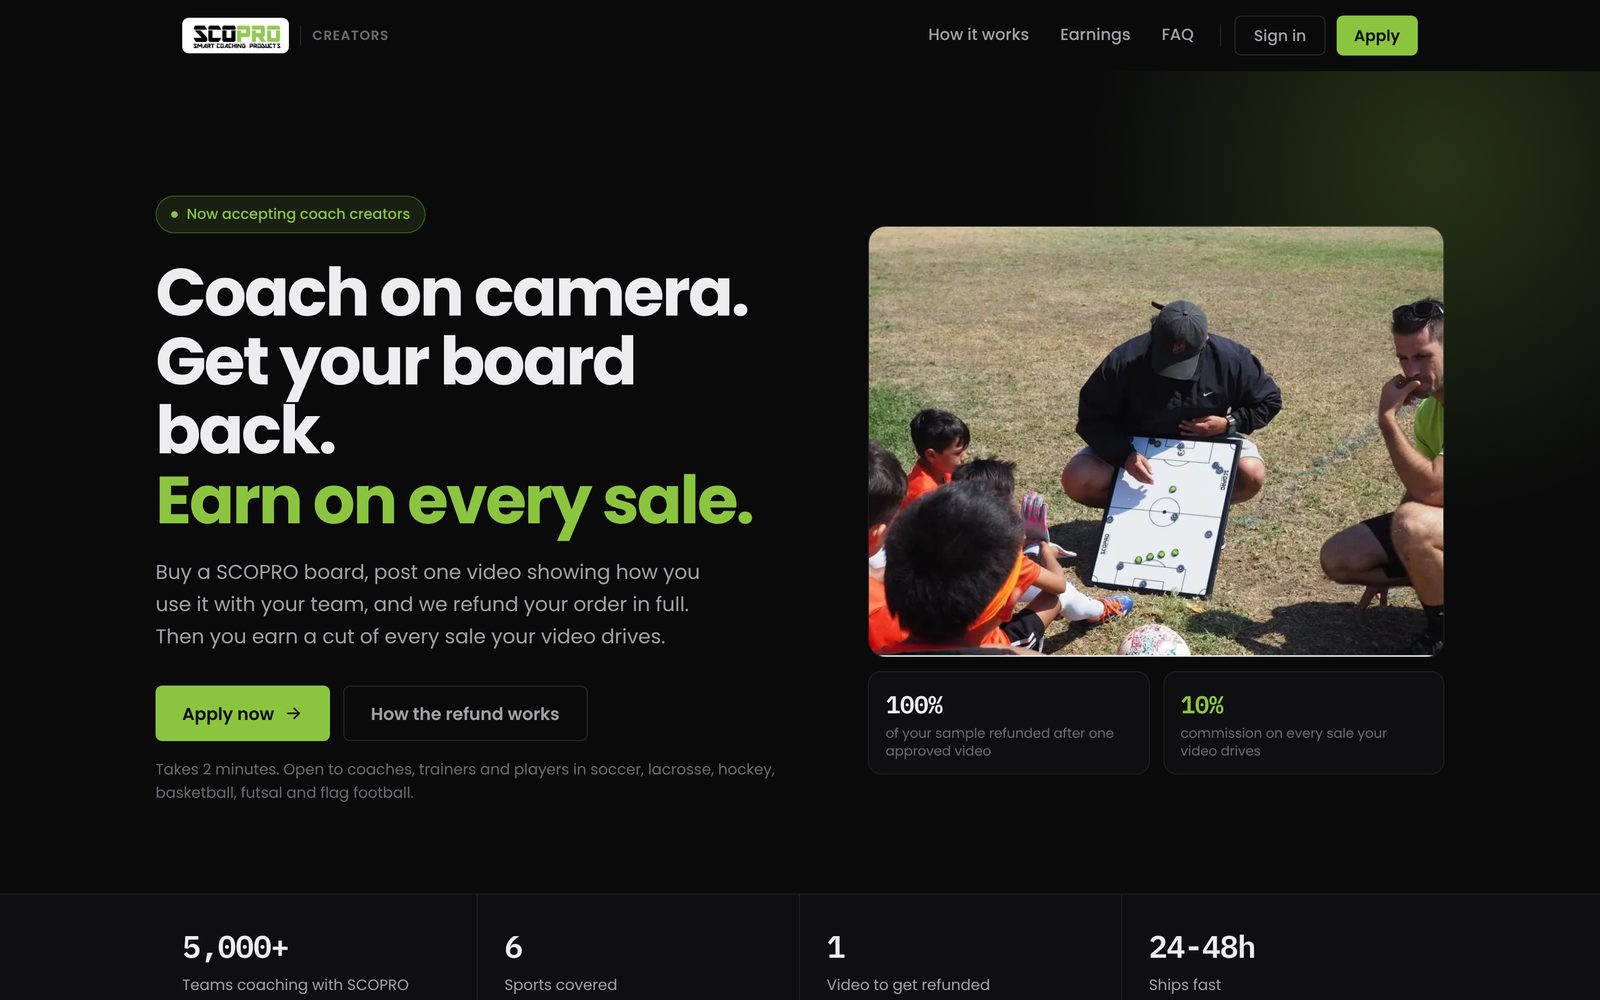 SCOPRO
SMART COACHING PRODUCTS
CREATORS
How it works
Earnings
FAQ
Sign in
Apply
Now accepting coach creators
Coach on camera.
Get your board
back.
Earn on every sale.
Buy a SCOPRO board, post one video showing how you
use it with your team, and we refund your order in full.
Then you earn a cut of every sale your video drives.
Apply now →
How the refund works
Takes 2 minutes. Open to coaches, trainers and players in soccer, lacrosse, hockey,
basketball, futsal and flag football.
SCOPRO
SCOPRO
100%
of your sample refunded after one
approved video
10%
commission on every sale your
video drives
5,000+
Teams coaching with SCOPRO
6
Sports covered
1
Video to get refunded
24-48h
Ships fast